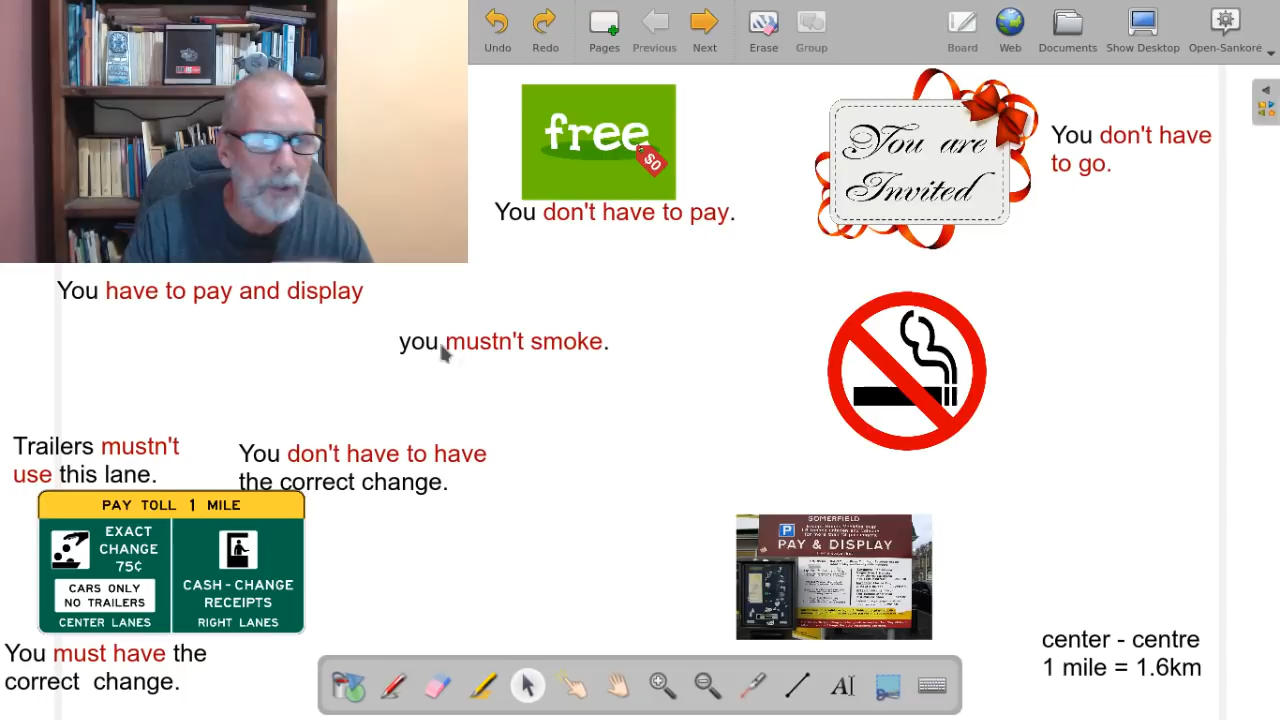 Undo
Redo
Pages
Previous
Next
Erase
Group
Board
Web
Documents
Show Desktop
Open-Sankoré
free
$0
You don't have to pay.
You are
Invited
You don't have
to go.
You have to pay and display
you mustn't smoke.
Trailers mustn't
use this lane.
You don't have to have
the correct change.
PAY TOLL 1 MILE
EXACT
CHANGE
75¢
CARS ONLY
NO TRAILERS
CENTER LANES
CASH-CHANGE
RECEIPTS
RIGHT LANES
You must have the
correct change.
SOMERFIELD
P
PAY & DISPLAY
center - centre
1 mile = 1.6km
AI